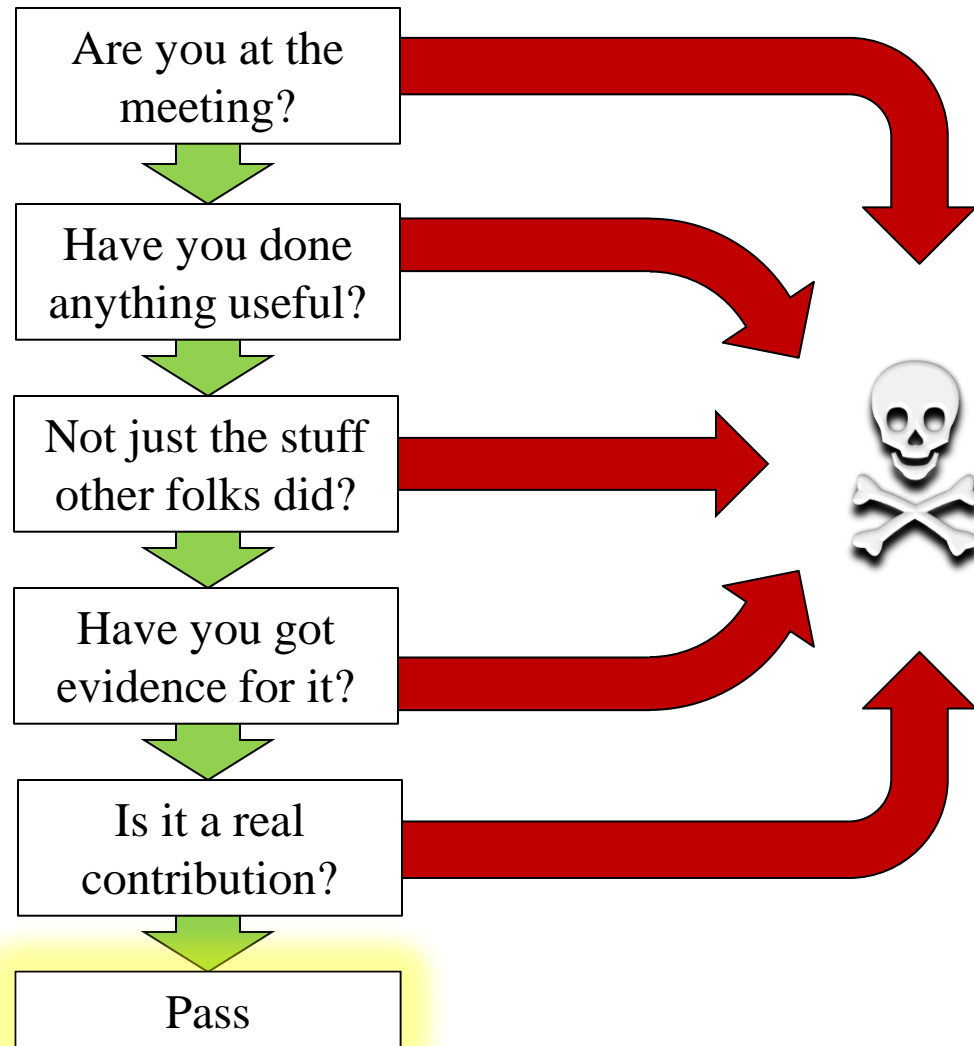 Are you at the
meeting?
Have you done
anything useful?
Not just the stuff
other folks did?
Have you got
evidence for it?
Is it a real
contribution?
Pass